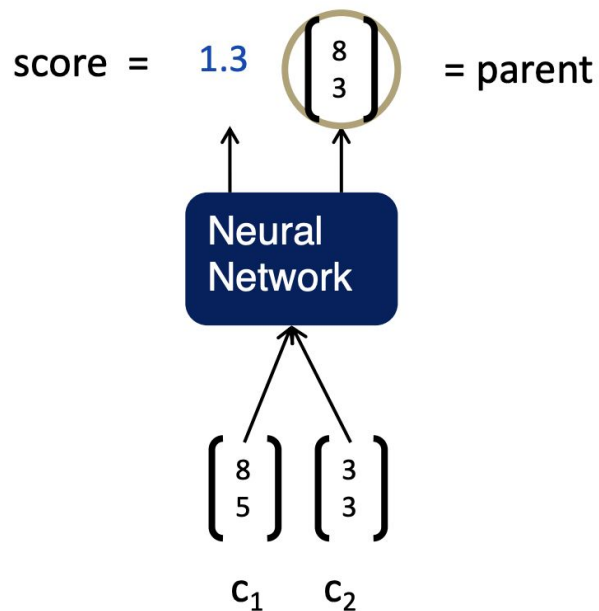 score = 1.3 8 = parent
3
Neural
Network
8 3
5 3
c₁ c₂